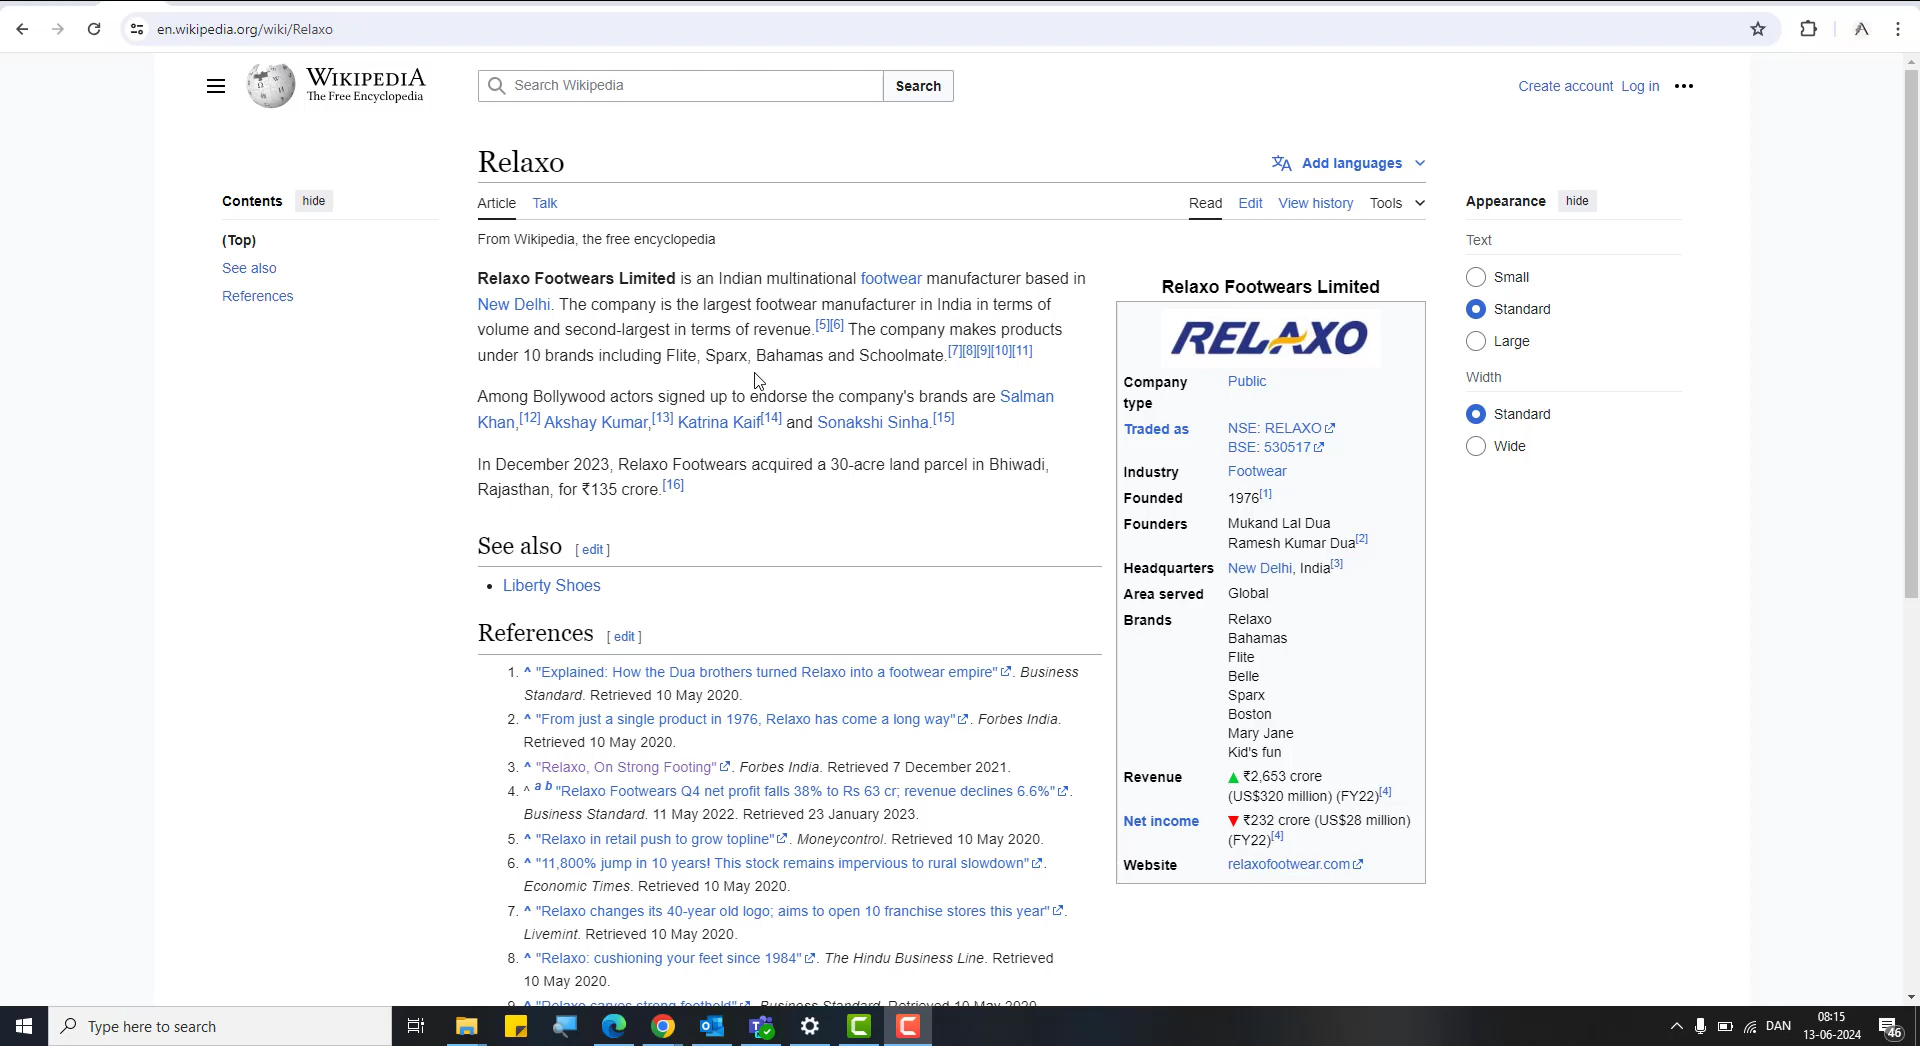 en.wikipedia.org/wiki/Relaxo
WIKIPEDIA
The Free Encyclopedia
Search Wikipedia
Search
Create account Log in
Relaxo
Add languages
Contents hide
Article Talk
Read Edit View history Tools
Appearance hide
(Top)
See also
References
From Wikipedia, the free encyclopedia
Relaxo Footwears Limited is an Indian multinational footwear manufacturer based in
New Delhi. The company is the largest footwear manufacturer in India in terms of
volume and second-largest in terms of revenue.[5][6] The company makes products
under 10 brands including Flite, Sparx, Bahamas and Schoolmate.[7][8][9][10][11]
Among Bollywood actors signed up to endorse the company's brands are Salman
Khan,[12] Akshay Kumar,[13] Katrina Kaif[14] and Sonakshi Sinha.[15]
In December 2023, Relaxo Footwears acquired a 30-acre land parcel in Bhiwadi,
Rajasthan, for ₹135 crore.[16]
See also [ edit ]
• Liberty Shoes
References [ edit ]
1. ^ "Explained: How the Dua brothers turned Relaxo into a footwear empire". Business
Standard. Retrieved 10 May 2020.
2. ^ "From just a single product in 1976, Relaxo has come a long way". Forbes India.
Retrieved 10 May 2020.
3. ^ "Relaxo, On Strong Footing". Forbes India. Retrieved 7 December 2021.
4. ^ a b "Relaxo Footwears Q4 net profit falls 38% to Rs 63 cr; revenue declines 6.6%".
Business Standard. 11 May 2022. Retrieved 23 January 2023.
5. ^ "Relaxo in retail push to grow topline". Moneycontrol. Retrieved 10 May 2020.
6. ^ "11,800% jump in 10 years! This stock remains impervious to rural slowdown".
Economic Times. Retrieved 10 May 2020.
7. ^ "Relaxo changes its 40-year old logo; aims to open 10 franchise stores this year".
Livemint. Retrieved 10 May 2020.
8. ^ "Relaxo: cushioning your feet since 1984". The Hindu Business Line. Retrieved
10 May 2020.
9. ^ "Relaxo carves strong foothold". Business Standard. Retrieved 10 May 2020.
Relaxo Footwears Limited
RELAXO
Company type Public
Traded as NSE: RELAXO
BSE: 530517
Industry Footwear
Founded 1976[1]
Founders Mukand Lal Dua
Ramesh Kumar Dua[2]
Headquarters New Delhi, India[3]
Area served Global
Brands Relaxo
Bahamas
Flite
Belle
Sparx
Boston
Mary Jane
Kid's fun
Revenue ▲ ₹2,653 crore
(US$320 million) (FY22)[4]
Net income ▼ ₹232 crore (US$28 million)
(FY22)[4]
Website relaxofootwear.com
Text
Small
Standard
Large
Width
Standard
Wide
Type here to search
DAN
08:15
13-06-2024
46